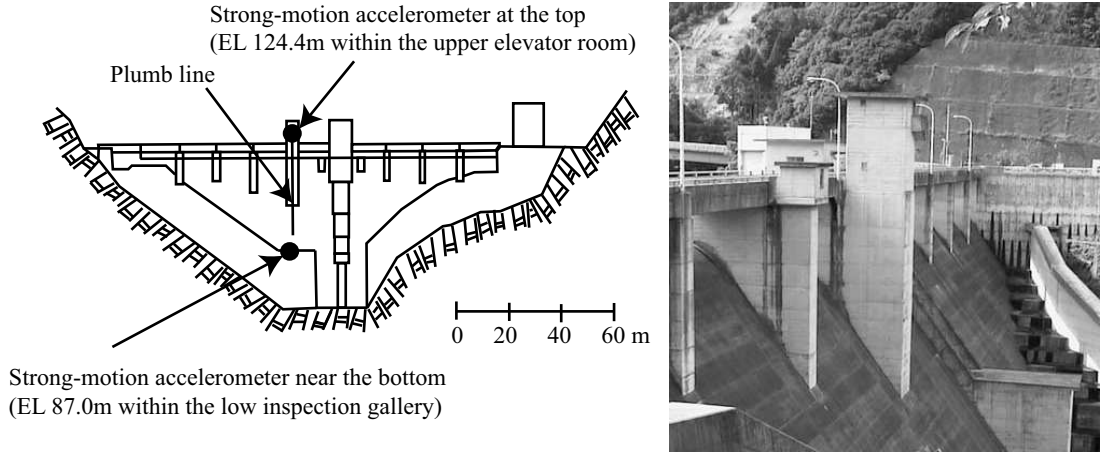 Strong-motion accelerometer at the top
(EL 124.4m within the upper elevator room)
Plumb line
0 20 40 60 m
Strong-motion accelerometer near the bottom
(EL 87.0m within the low inspection gallery)